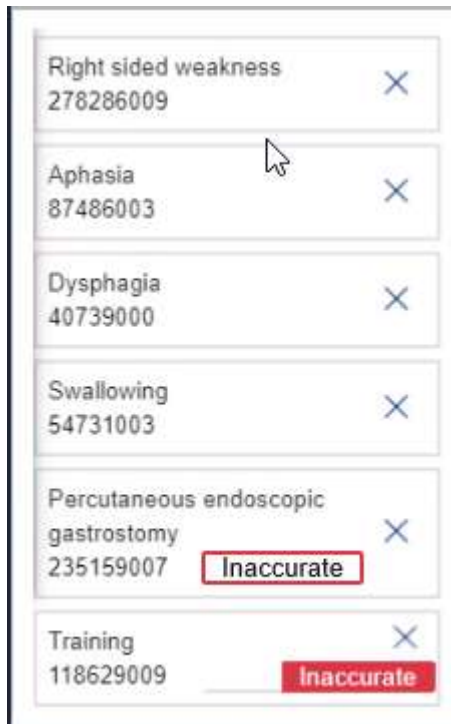 Right sided weakness
278286009
Aphasia
87486003
Dysphagia
40739000
Swallowing
54731003
Percutaneous endoscopic
gastrostomy
235159007 Inaccurate
Training
118629009 Inaccurate